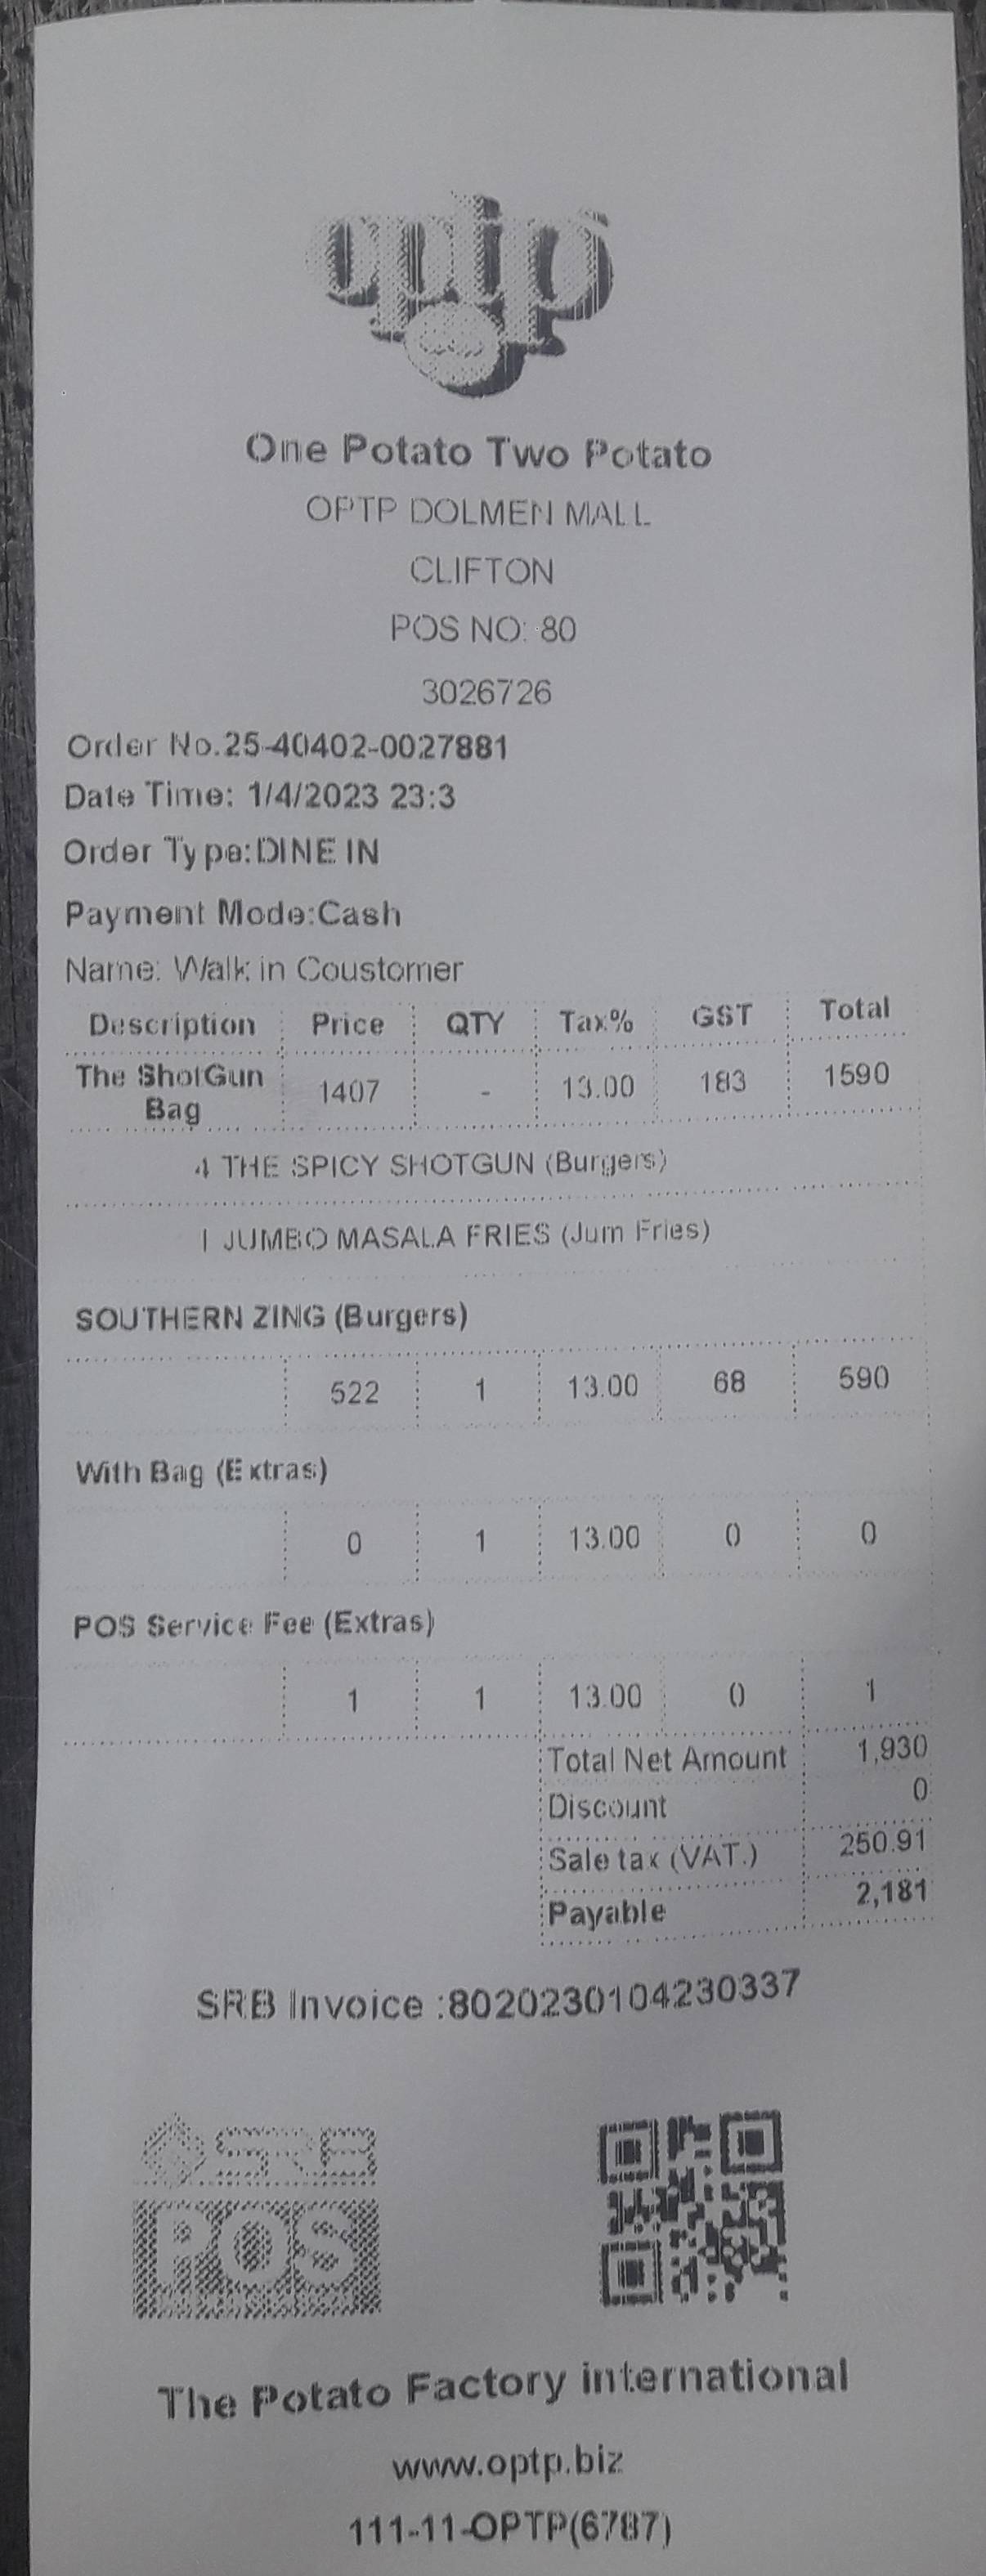 optp
One Potato Two Potato
OPTP DOLMEN MALL
CLIFTON
POS NO: 80
3026726
Order No.25-40402-0027881
Date Time: 1/4/2023 23:3
Order Type:DINE IN
Payment Mode:Cash
Name: Walk in Coustomer
Description Price QTY Tax% GST Total
The ShotGun Bag 1407 - 13.00 183 1590
4 THE SPICY SHOTGUN (Burgers)
1 JUMBO MASALA FRIES (Jum Fries)
SOUTHERN ZING (Burgers)
522 1 13.00 68 590
With Bag (Extras)
0 1 13.00 0 0
POS Service Fee (Extras)
1 1 13.00 0 1
Total Net Amount 1,930
Discount 0
Sale tax (VAT.) 250.91
Payable 2,181
SRB Invoice :8020230104230337
SRB
POS
The Potato Factory international
www.optp.biz
111-11-OPTP(6787)